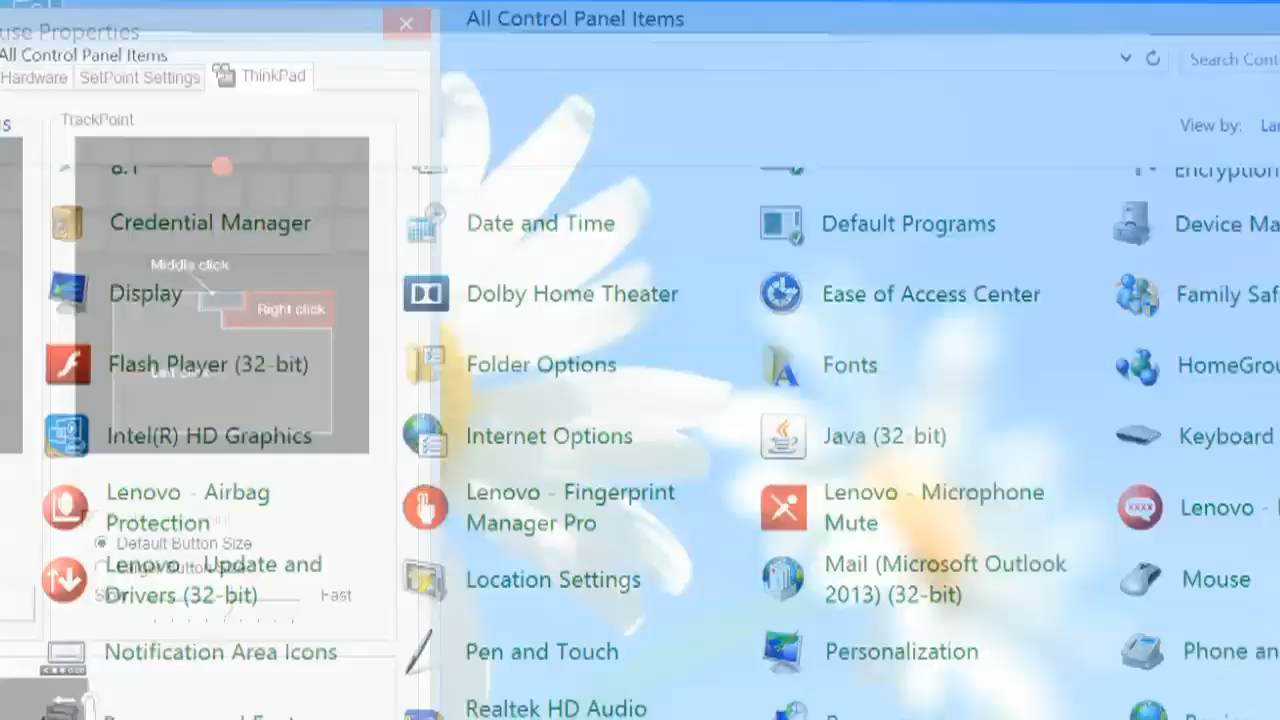 use Properties
All Control Panel Items
All Control Panel Items
Hardware SetPoint Settings ThinkPad
Search Cont
TrackPoint
View by: La
8.1
Encryption
Credential Manager Date and Time Default Programs Device Ma
Middle click
Display Dolby Home Theater Ease of Access Center Family Saf
Right click
Flash Player (32-bit) Folder Options Fonts HomeGrou
Intel(R) HD Graphics Internet Options Java (32-bit) Keyboard
Lenovo - Airbag Lenovo - Fingerprint Lenovo - Microphone
Protection Manager Pro Mute Lenovo -
Default Button Size
Lenovo - Update and Mail (Microsoft Outlook
Drivers (32-bit) Location Settings 2013) (32-bit) Mouse
Fast
Notification Area Icons Pen and Touch Personalization Phone an
Realtek HD Audio